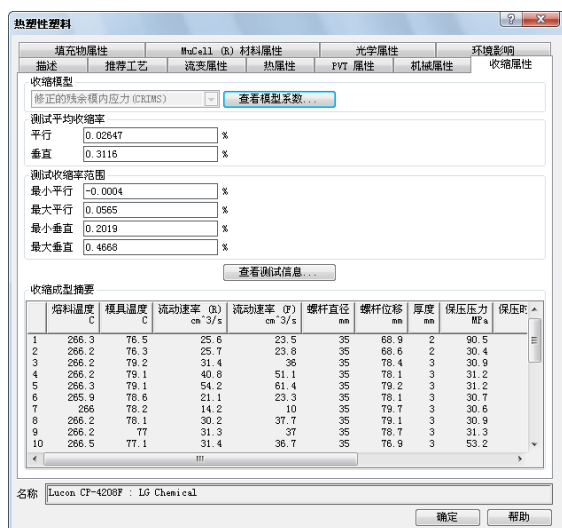 热塑性塑料
填充物属性 MuCell (R) 材料属性 光学属性 环境影响
描述 推荐工艺 流变属性 热属性 PVT 属性 机械属性 收缩属性
收缩模型
修正的残余模内应力(CRIMS) 查看模型系数...
测试平均收缩率
平行 0.02647 %
垂直 0.3116 %
测试收缩率范围
最小平行 -0.0004 %
最大平行 0.0565 %
最小垂直 0.2019 %
最大垂直 0.4668 %
查看测试信息...
收缩成型摘要
熔料温度 模具温度 流动速率 (R) 流动速率 (F) 螺杆直径 螺杆位移 厚度 保压压力 保压时
C C cm^3/s cm^3/s mm mm mm MPa
1 266.3 76.5 25.6 23.5 35 68.9 2 90.5
2 266.2 76.3 25.7 23.8 35 68.6 2 30.4
3 266.2 79.2 31.4 36 35 78.4 3 30.9
4 266.2 79.1 40.8 51.1 35 78.1 3 31.2
5 266.3 79.1 54.2 61.4 35 79.2 3 31.2
6 265.9 78.6 21.1 23.3 35 78.1 3 30.7
7 266 78.2 14.2 10 35 79.7 3 30.6
8 266.2 78.1 30.2 37.7 35 79.1 3 30.9
9 266.2 77 31.3 37 35 78.7 3 31.3
10 266.5 77.1 31.4 36.7 35 76.9 3 53.2
名称 Lucon CP-4208F : LG Chemical
确定 帮助